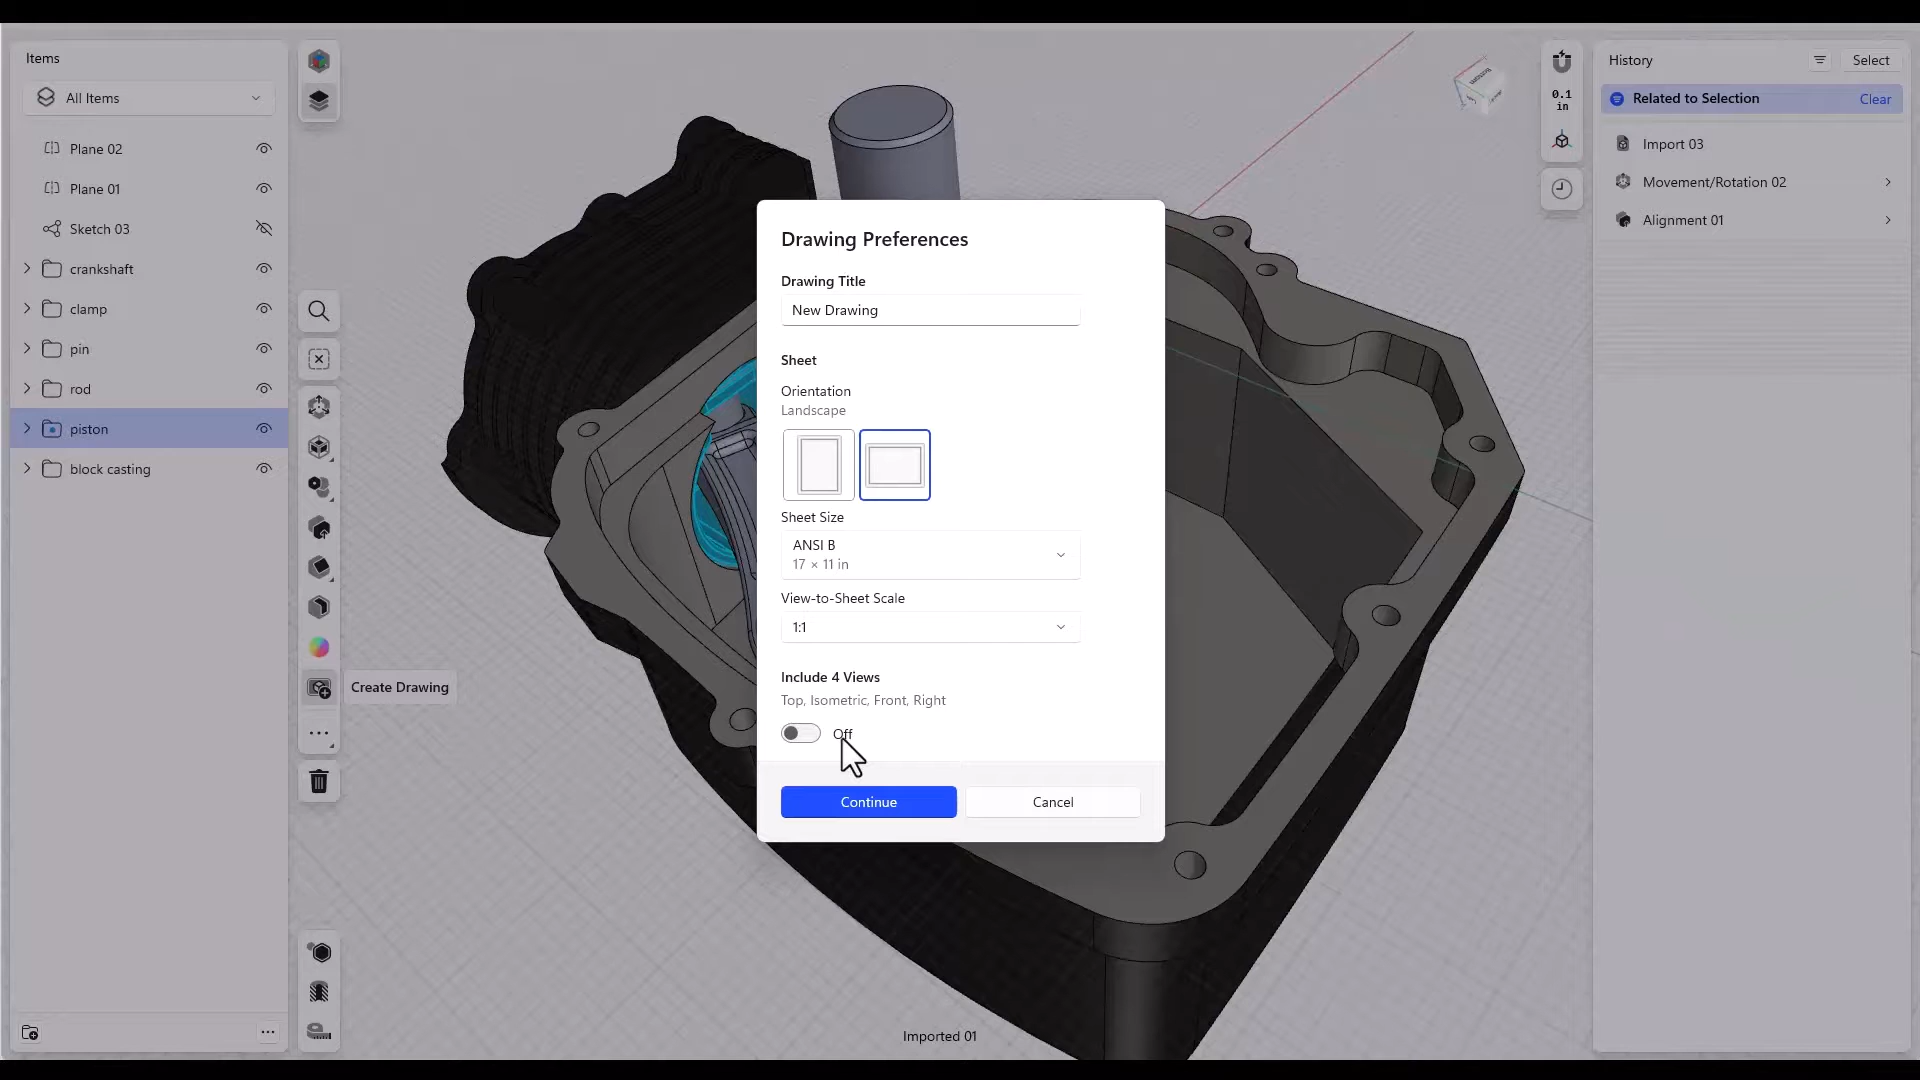 Items
All Items
Plane 02
Plane 01
Sketch 03
crankshaft
clamp
pin
rod
piston
block casting
Create Drawing
Drawing Preferences
Drawing Title
New Drawing
Sheet
Orientation
Landscape
Sheet Size
ANSI B
17 × 11 in
View-to-Sheet Scale
1:1
Include 4 Views
Top, Isometric, Front, Right
Off
Continue
Cancel
Imported 01
Bottom
0.1
in
History
Select
Related to Selection
Clear
Import 03
Movement/Rotation 02
Alignment 01